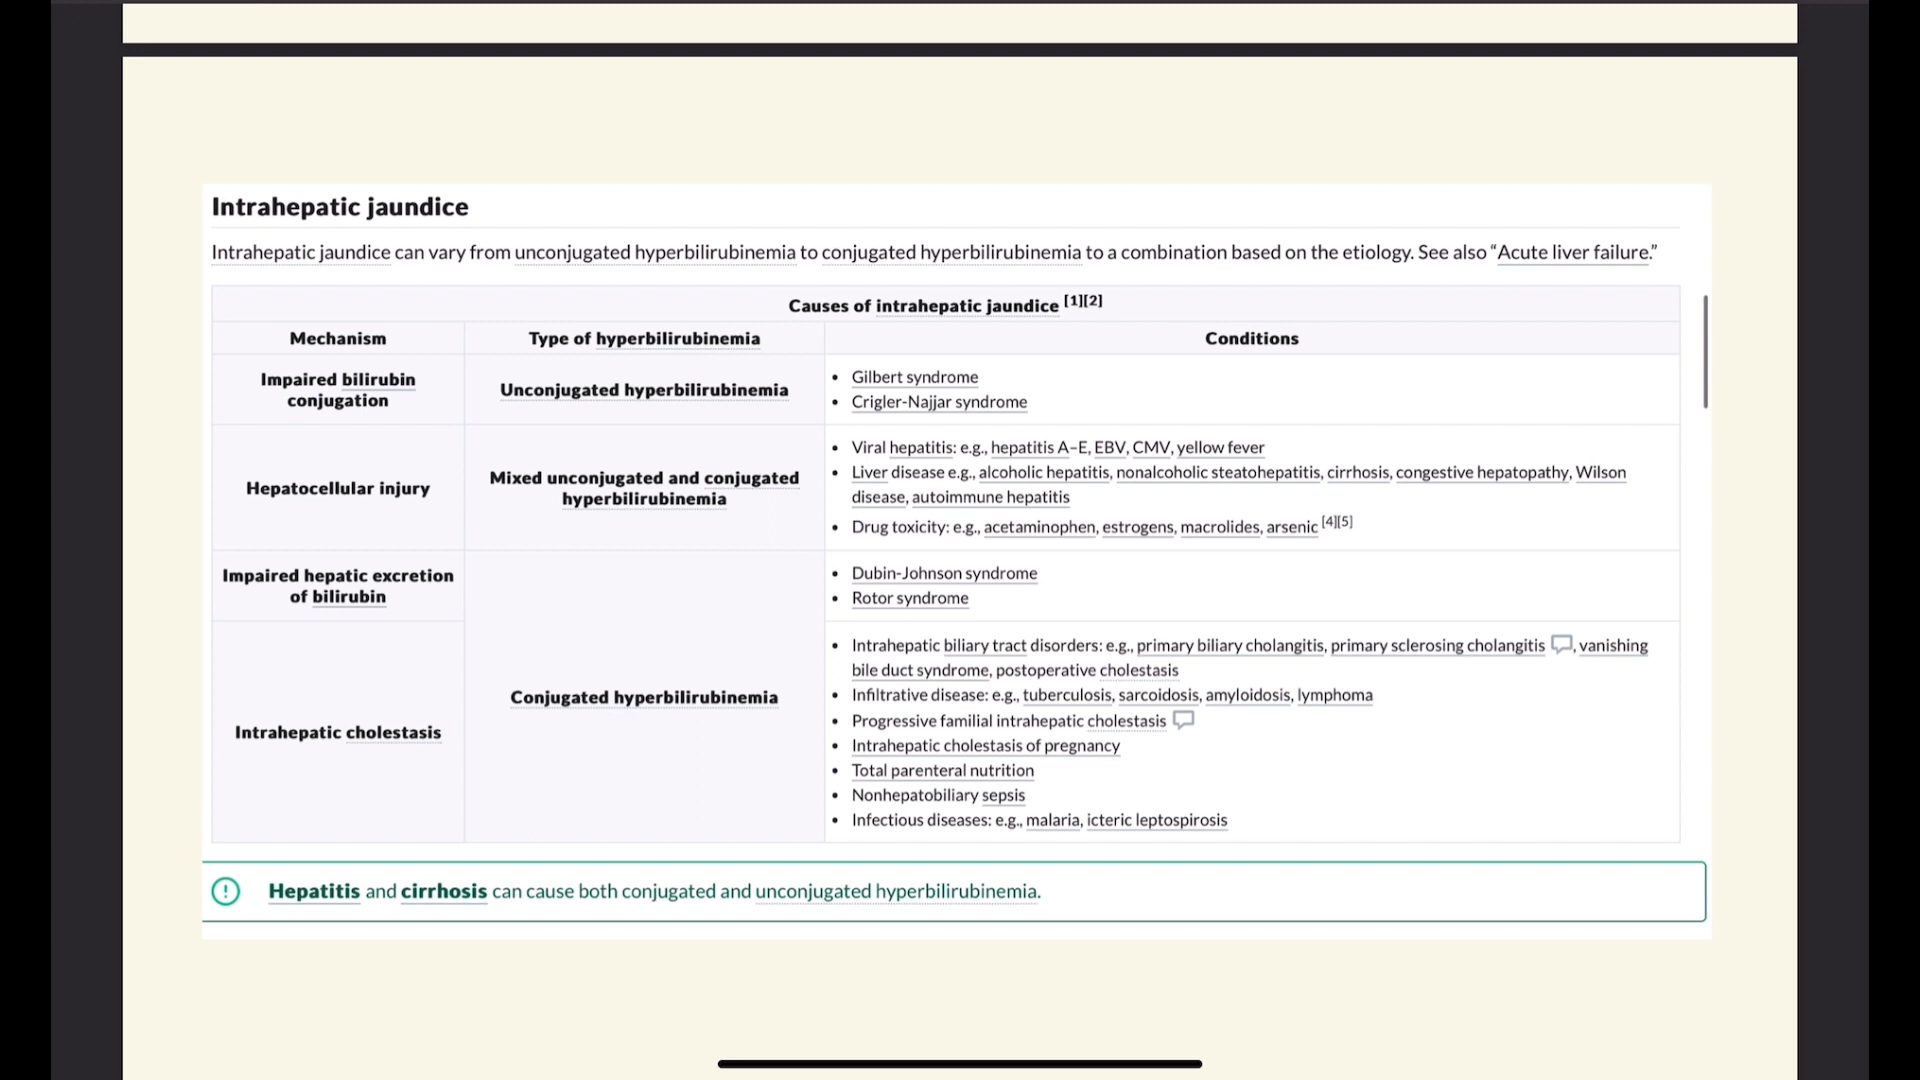 Intrahepatic jaundice
Intrahepatic jaundice can vary from unconjugated hyperbilirubinemia to conjugated hyperbilirubinemia to a combination based on the etiology. See also “Acute liver failure.”
Causes of intrahepatic jaundice [1][2]
Mechanism
Type of hyperbilirubinemia
Conditions
Impaired bilirubin
conjugation
Unconjugated hyperbilirubinemia
• Gilbert syndrome
• Crigler-Najjar syndrome
Hepatocellular injury
Mixed unconjugated and conjugated
hyperbilirubinemia
• Viral hepatitis: e.g., hepatitis A–E, EBV, CMV, yellow fever
• Liver disease e.g., alcoholic hepatitis, nonalcoholic steatohepatitis, cirrhosis, congestive hepatopathy, Wilson
disease, autoimmune hepatitis
• Drug toxicity: e.g., acetaminophen, estrogens, macrolides, arsenic [4][5]
Impaired hepatic excretion
of bilirubin
• Dubin-Johnson syndrome
• Rotor syndrome
Intrahepatic cholestasis
Conjugated hyperbilirubinemia
• Intrahepatic biliary tract disorders: e.g., primary biliary cholangitis, primary sclerosing cholangitis, vanishing
bile duct syndrome, postoperative cholestasis
• Infiltrative disease: e.g., tuberculosis, sarcoidosis, amyloidosis, lymphoma
• Progressive familial intrahepatic cholestasis
• Intrahepatic cholestasis of pregnancy
• Total parenteral nutrition
• Nonhepatobiliary sepsis
• Infectious diseases: e.g., malaria, icteric leptospirosis
Hepatitis and cirrhosis can cause both conjugated and unconjugated hyperbilirubinemia.